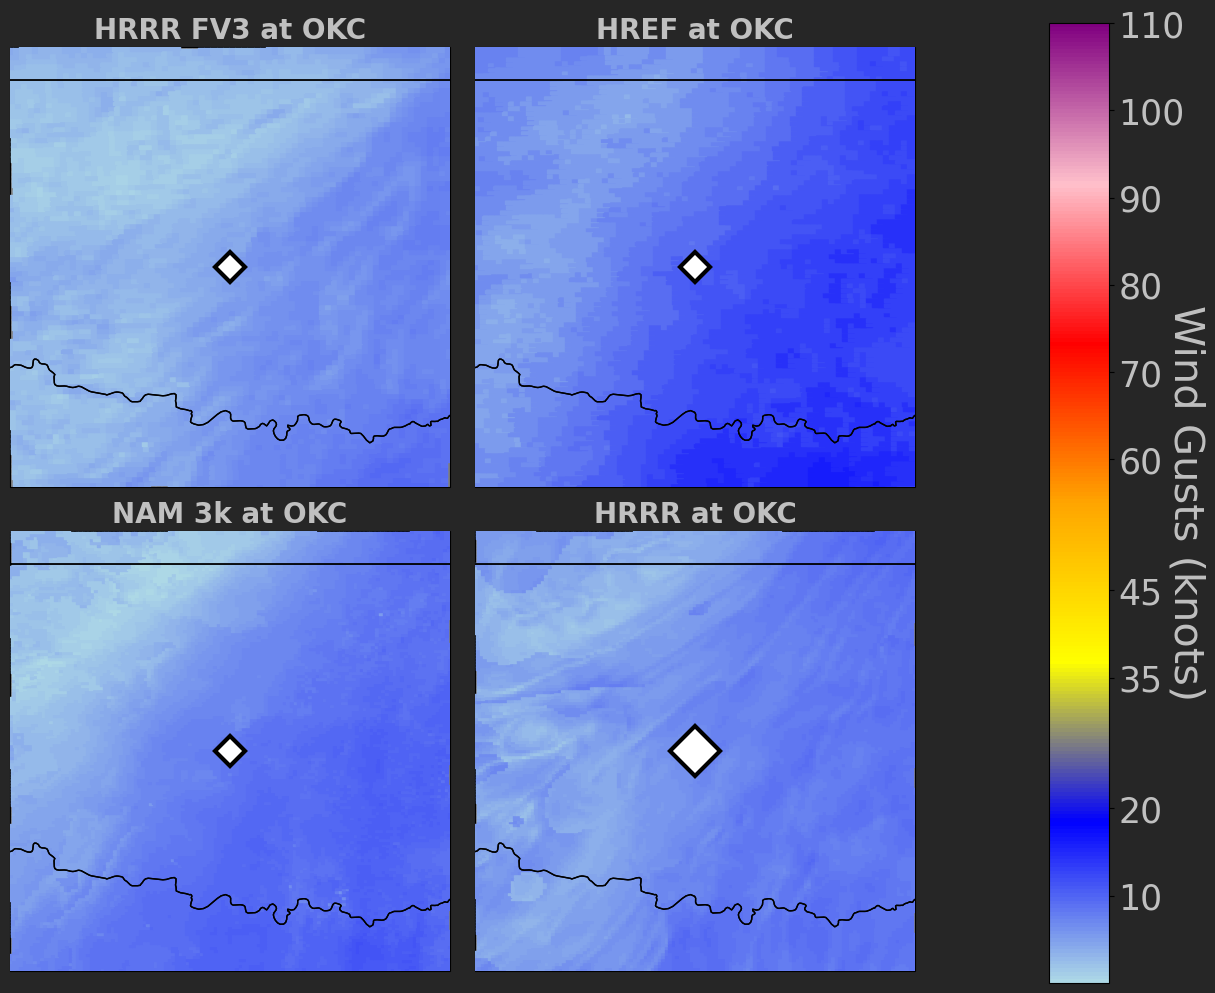 HRRR FV3 at OKC
HREF at OKC
NAM 3k at OKC
HRRR at OKC
110
100
90
80
70
60
45
35
20
10
Wind Gusts (knots)